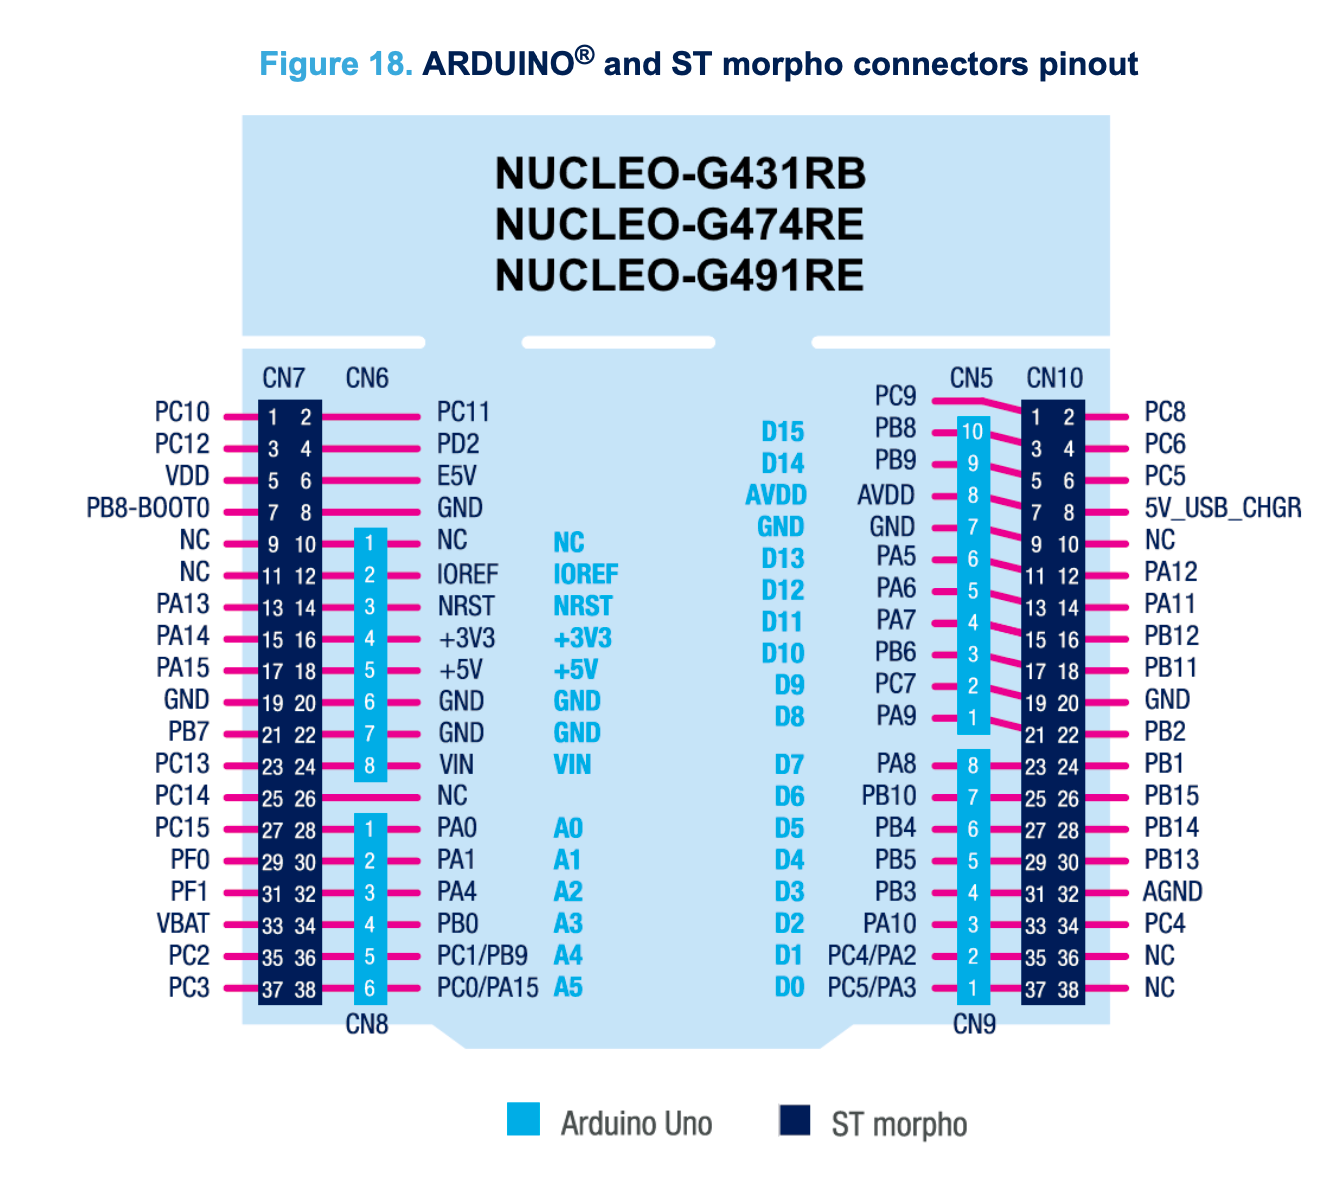 Figure 18. ARDUINO® and ST morpho connectors pinout
NUCLEO-G431RB
NUCLEO-G474RE
NUCLEO-G491RE
CN7 CN6 CN5 CN10
PC9
PC10 1 2 PC11 1 2 PC8
D15 PB8 10
PC12 3 4 PD2 3 4 PC6
D14 PB9 9
VDD 5 6 E5V 5 6 PC5
AVDD AVDD 8
PB8-BOOT0 7 8 GND 7 8 5V_USB_CHGR
GND GND 7
NC 9 10 1 NC NC 9 10 NC
D13 PA5 6
NC 11 12 2 IOREF IOREF 11 12 PA12
D12 PA6 5
PA13 13 14 3 NRST NRST 13 14 PA11
D11 PA7 4
PA14 15 16 4 +3V3 +3V3 15 16 PB12
D10 PB6 3
PA15 17 18 5 +5V +5V 17 18 PB11
D9 PC7 2
GND 19 20 6 GND GND 19 20 GND
D8 PA9 1
PB7 21 22 7 GND GND 21 22 PB2
PC13 23 24 8 VIN VIN D7 PA8 8 23 24 PB1
PC14 25 26 NC D6 PB10 7 25 26 PB15
PC15 27 28 1 PA0 A0 D5 PB4 6 27 28 PB14
PF0 29 30 2 PA1 A1 D4 PB5 5 29 30 PB13
PF1 31 32 3 PA4 A2 D3 PB3 4 31 32 AGND
VBAT 33 34 4 PB0 A3 D2 PA10 3 33 34 PC4
PC2 35 36 5 PC1/PB9 A4 D1 PC4/PA2 2 35 36 NC
PC3 37 38 6 PC0/PA15 A5 D0 PC5/PA3 1 37 38 NC
CN8 CN9
Arduino Uno ST morpho